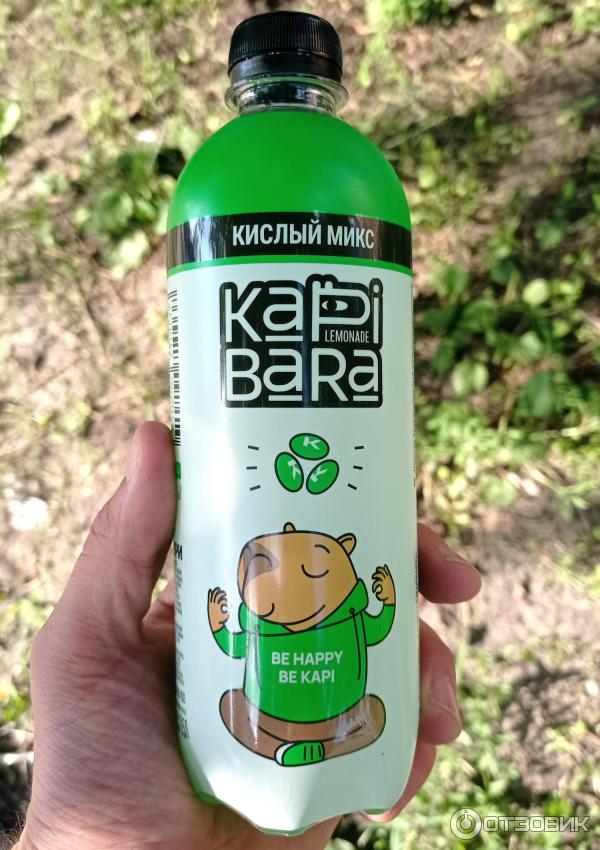 КИСЛЫЙ МИКС
KaPi
LEMONADE
BaRa
K
K
K
BE HAPPY
BE KAPI
ОТЗОВИК